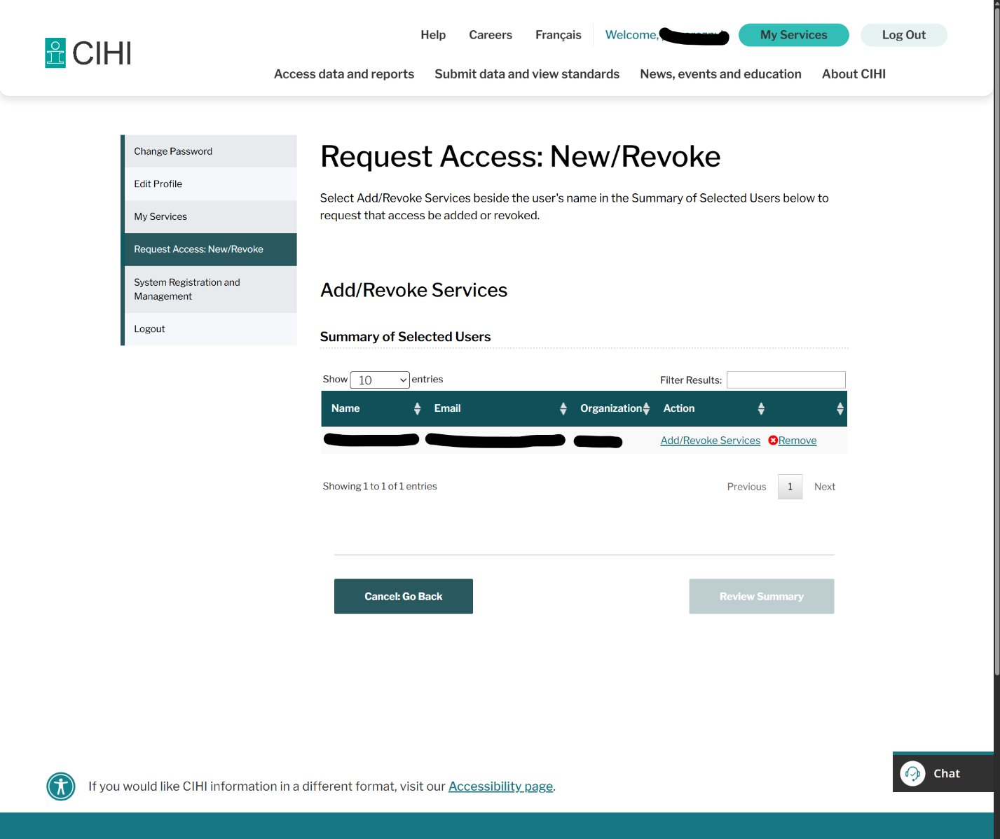 Help Careers Français Welcome, My Services Log Out
CIHI
Access data and reports Submit data and view standards News, events and education About CIHI
Change Password
Edit Profile
My Services
Request Access: New/Revoke
System Registration and
Management
Logout
Request Access: New/Revoke
Select Add/Revoke Services beside the user's name in the Summary of Selected Users below to
request that access be added or revoked.
Add/Revoke Services
Summary of Selected Users
Show 10 entries Filter Results:
Name Email Organization Action
Add/Revoke Services Remove
Showing 1 to 1 of 1 entries Previous 1 Next
Cancel: Go Back Review Summary
Chat
If you would like CIHI information in a different format, visit our Accessibility page.